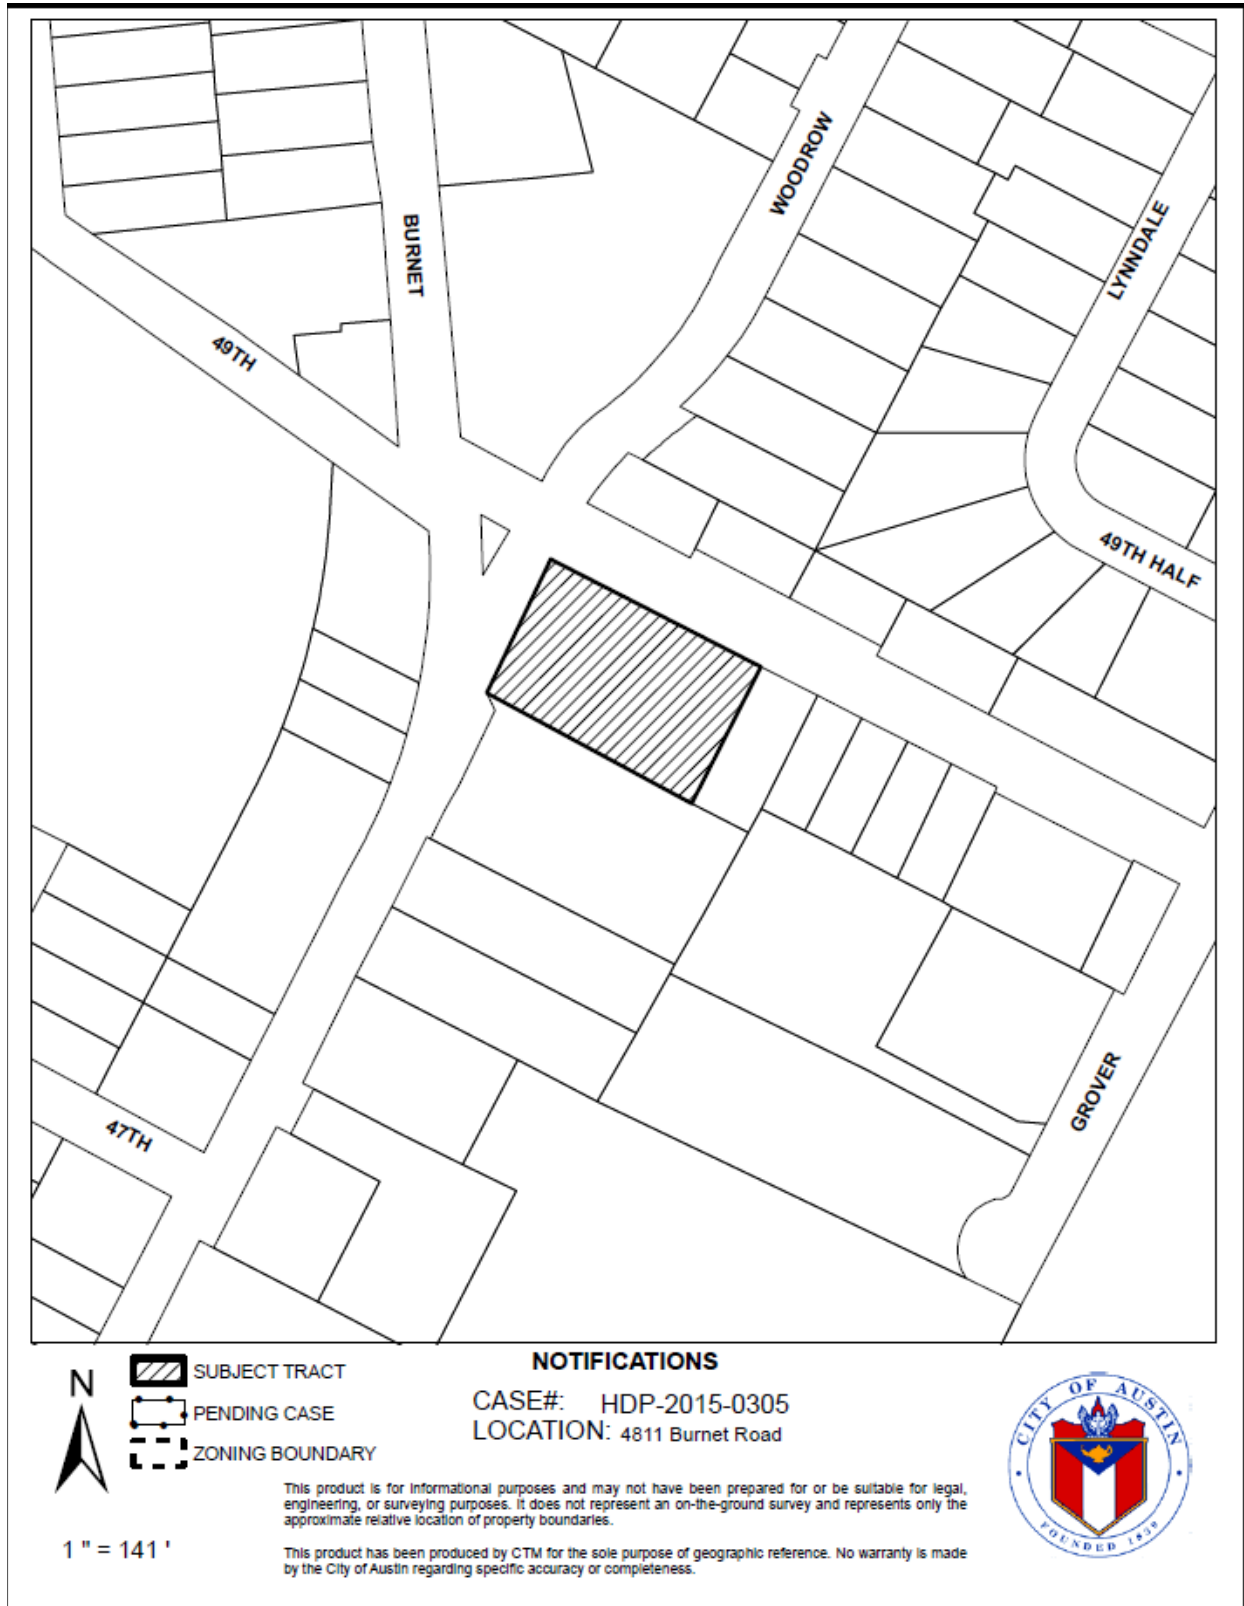 WOODROW
LYNNDALE
BURNET
49TH
49TH HALF
GROVER
47TH
N
SUBJECT TRACT
PENDING CASE
ZONING BOUNDARY
1 " = 141 '
NOTIFICATIONS
CASE#: HDP-2015-0305
LOCATION: 4811 Burnet Road
This product is for informational purposes and may not have been prepared for or be suitable for legal,
engineering, or surveying purposes. It does not represent an on-the-ground survey and represents only the
approximate relative location of property boundaries.
This product has been produced by CTM for the sole purpose of geographic reference. No warranty is made
by the City of Austin regarding specific accuracy or completeness.
CITY OF AUSTIN
FOUNDED 1839